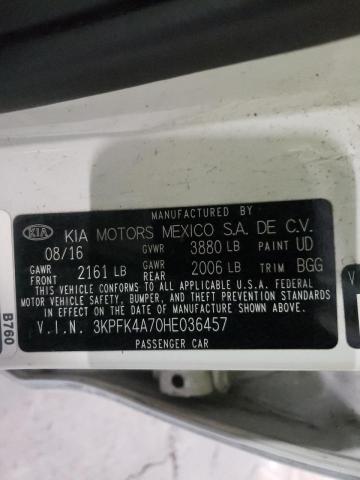 KIA KIA MOTORS MEXICO S.A. DE C.V.
08/16 GVWR 3880 LB PAINT UD
GAWR FRONT 2161 LB GAWR REAR 2006 LB TRIM BGG
THIS VEHICLE CONFORMS TO ALL APPLICABLE U.S.A. FEDERAL
MOTOR VEHICLE SAFETY, BUMPER, AND THEFT PREVENTION STANDARDS
IN EFFECT ON THE DATE OF MANUFACTURE SHOWN ABOVE.
V.I.N. 3KPFK4A70HE036457
PASSENGER CAR
B760